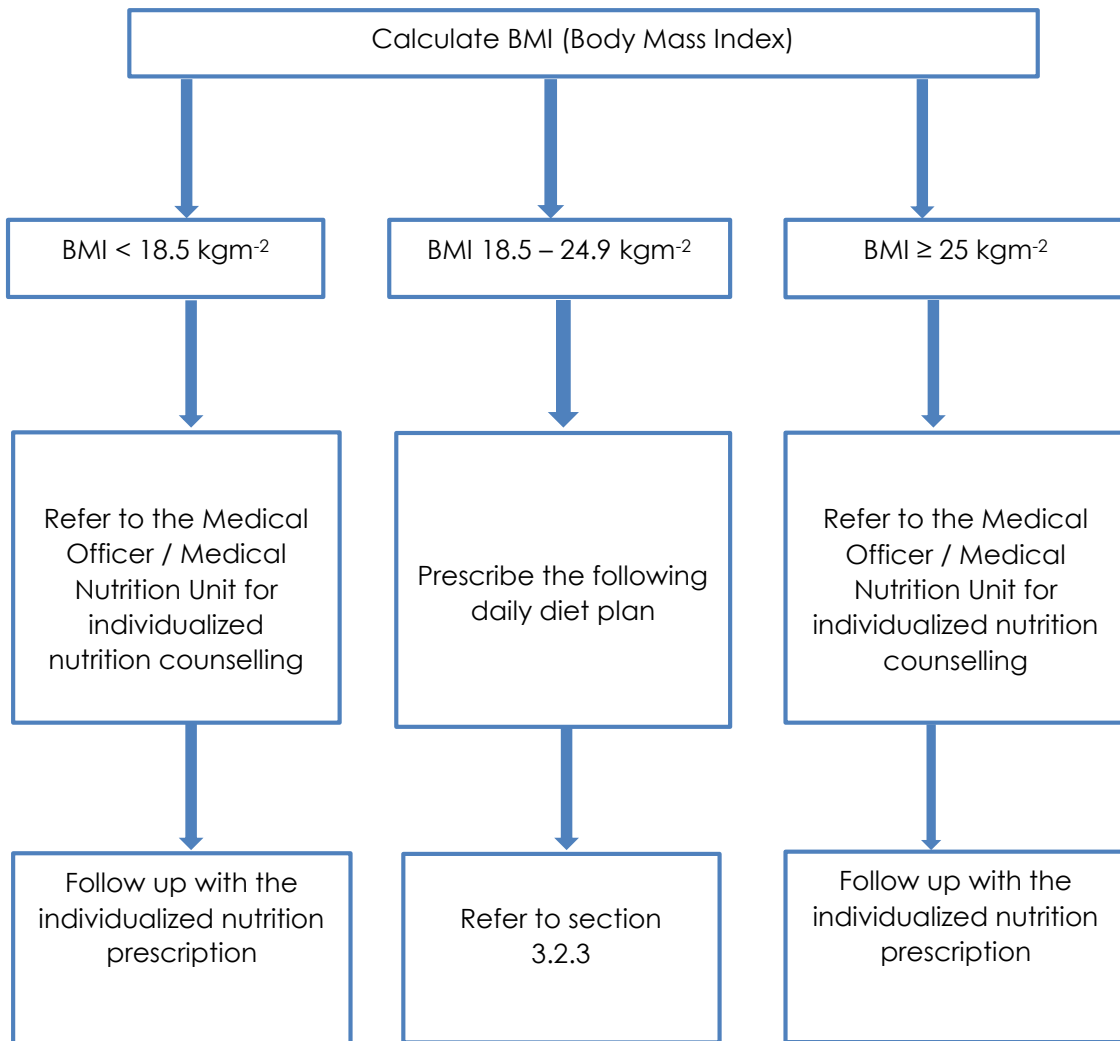 Calculate BMI (Body Mass Index)
BMI < 18.5 kgm⁻²
BMI 18.5 – 24.9 kgm⁻²
BMI ≥ 25 kgm⁻²
Refer to the Medical
Officer / Medical
Nutrition Unit for
individualized
nutrition counselling
Prescribe the following
daily diet plan
Refer to the Medical
Officer / Medical
Nutrition Unit for
individualized nutrition
counselling
Follow up with the
individualized nutrition
prescription
Refer to section
3.2.3
Follow up with the
individualized nutrition
prescription